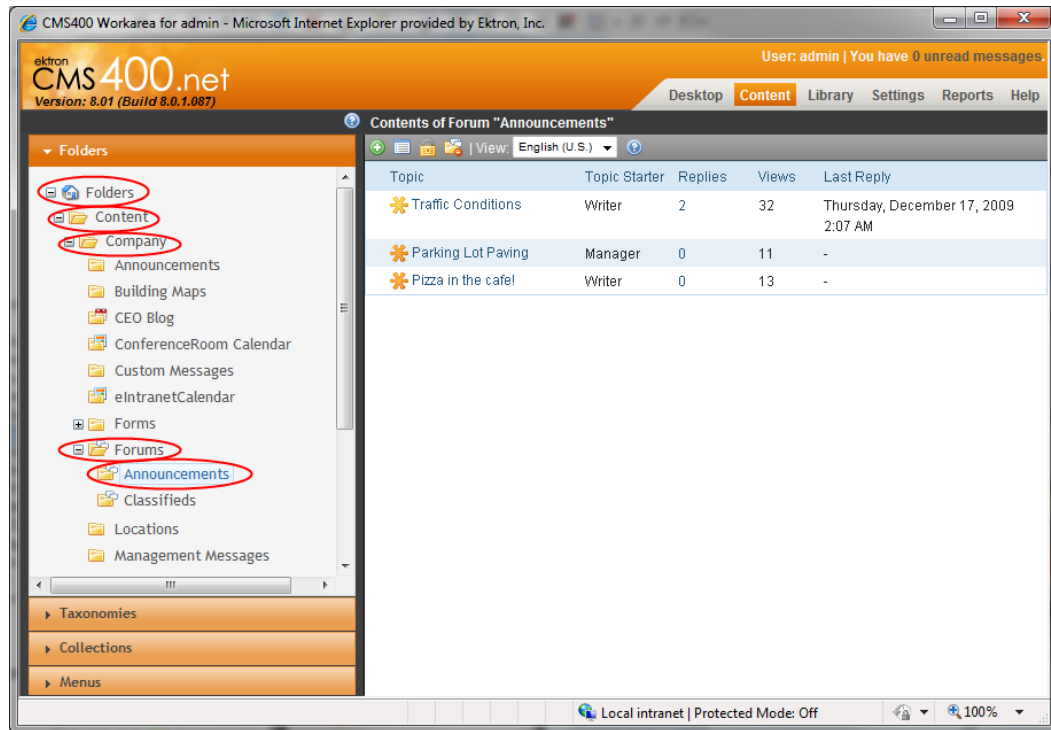 CMS400 Workarea for admin - Microsoft Internet Explorer provided by Ektron, Inc.
ektron
CMS400.net
Version: 8.01 (Build 8.0.1.087)
User: admin | You have 0 unread messages.
Desktop Content Library Settings Reports Help
Folders
Folders
Content
Company
Announcements
Building Maps
CEO Blog
ConferenceRoom Calendar
Custom Messages
eIntranetCalendar
Forms
Forums
Announcements
Classifieds
Locations
Management Messages
Taxonomies
Collections
Menus
Contents of Forum "Announcements"
| View: English (U.S.)
Topic Topic Starter Replies Views Last Reply
Traffic Conditions Writer 2 32 Thursday, December 17, 2009
2:07 AM
Parking Lot Paving Manager 0 11 -
Pizza in the cafe! Writer 0 13 -
Local intranet | Protected Mode: Off 100%